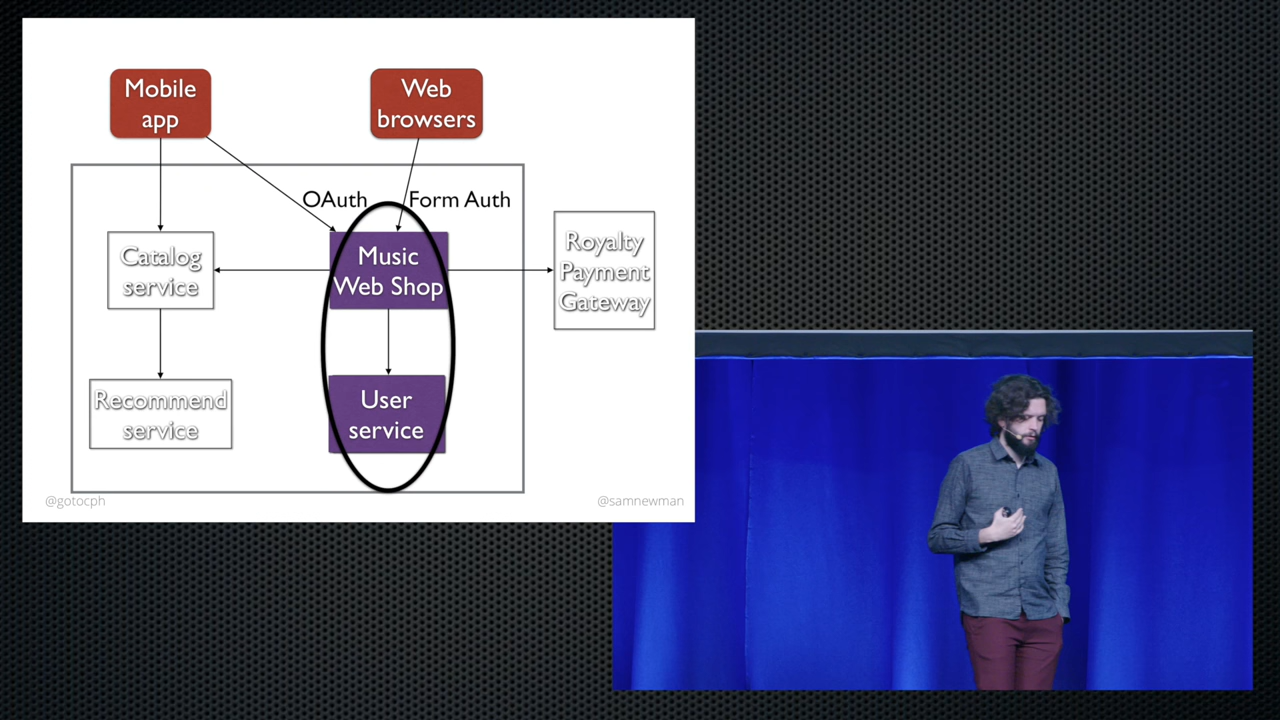 Mobile
app
Web
browsers
OAuth
Form Auth
Catalog
service
Music
Web Shop
Royalty
Payment
Gateway
Recommend
service
User
service
@gotocph
@samnewman